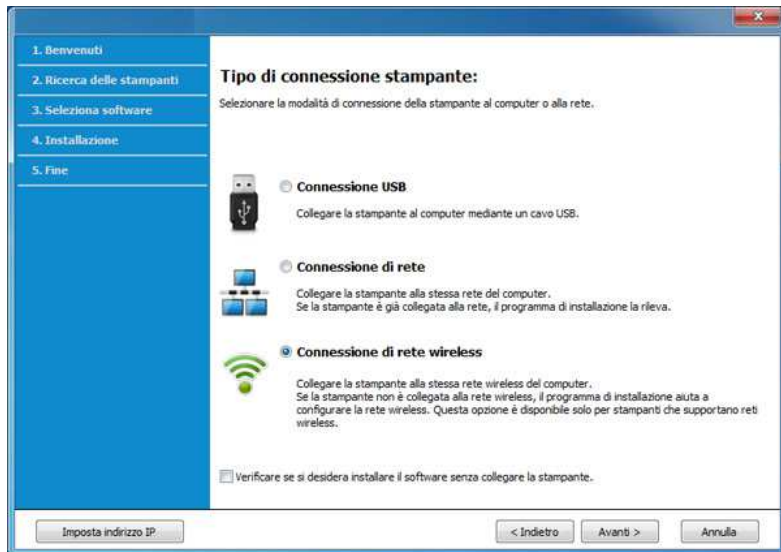 1. Benvenuti
2. Ricerca delle stampanti
3. Seleziona software
4. Installazione
5. Fine
Tipo di connessione stampante:
Selezionare la modalità di connessione della stampante al computer o alla rete.
Connessione USB
Collegare la stampante al computer mediante un cavo USB.
Connessione di rete
Collegare la stampante alla stessa rete del computer.
Se la stampante è già collegata alla rete, il programma di installazione la rileva.
Connessione di rete wireless
Collegare la stampante alla stessa rete wireless del computer.
Se la stampante non è collegata alla rete wireless, il programma di installazione aiuta a
configurare la rete wireless. Questa opzione è disponibile solo per stampanti che supportano reti
wireless.
Verificare se si desidera installare il software senza collegare la stampante.
Imposta indirizzo IP
< Indietro
Avanti >
Annulla